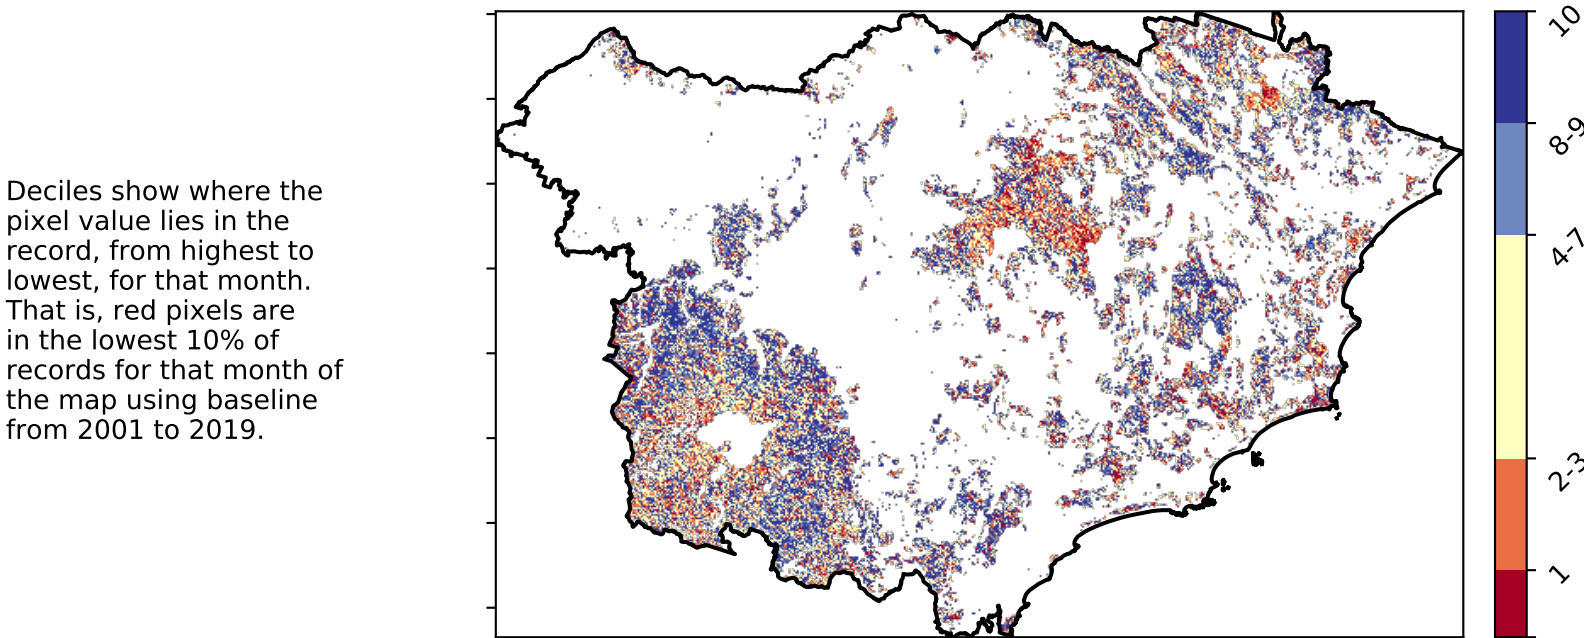 Deciles show where the
pixel value lies in the
record, from highest to
lowest, for that month.
That is, red pixels are
in the lowest 10% of
records for that month of
the map using baseline
from 2001 to 2019.
10
8-9
4-7
2-3
1